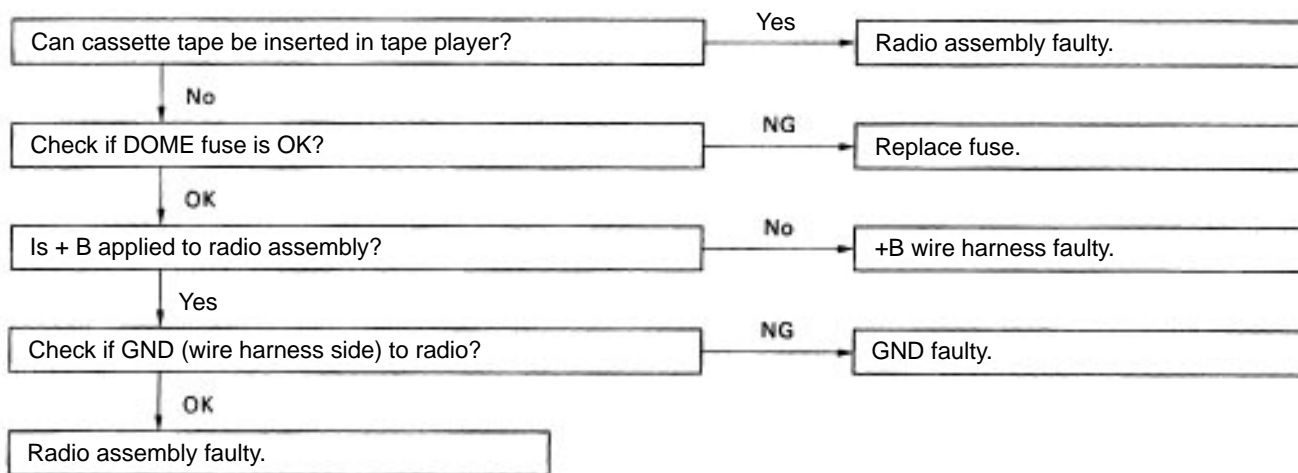 Can cassette tape be inserted in tape player?
Yes
Radio assembly faulty.
No
Check if DOME fuse is OK?
NG
Replace fuse.
OK
Is + B applied to radio assembly?
No
+B wire harness faulty.
Yes
Check if GND (wire harness side) to radio?
NG
GND faulty.
OK
Radio assembly faulty.